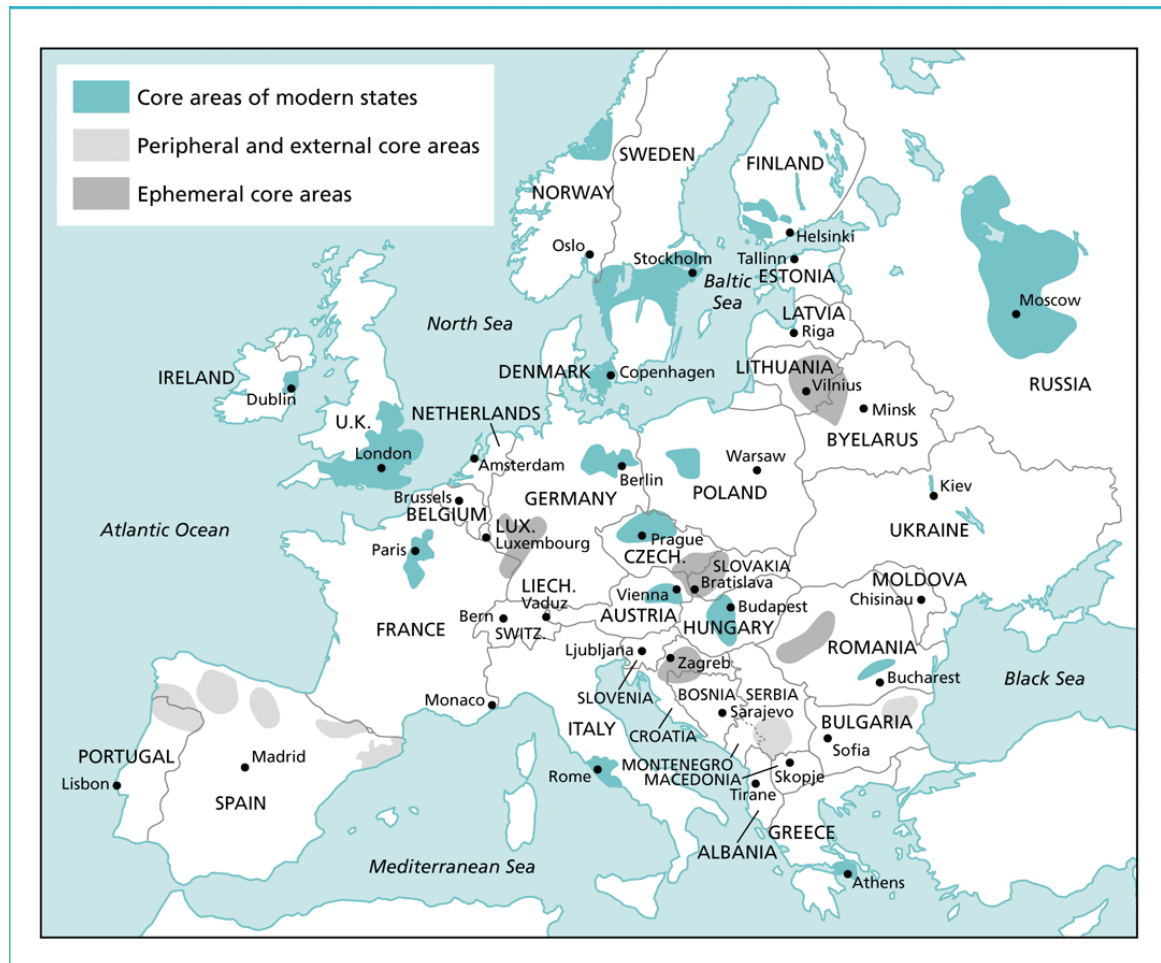 Core areas of modern states
Peripheral and external core areas
Ephemeral core areas
SWEDEN
FINLAND
NORWAY
Oslo
Helsinki
Stockholm
Tallinn
ESTONIA
Baltic
Sea
Moscow
LATVIA
Riga
North Sea
IRELAND
DENMARK
Copenhagen
LITHUANIA
Vilnius
RUSSIA
Dublin
NETHERLANDS
Minsk
U.K.
BYELARUS
London
Amsterdam
Warsaw
Berlin
Brussels
GERMANY
POLAND
Kiev
BELGIUM
Atlantic Ocean
LUX.
UKRAINE
Luxembourg
Prague
Paris
CZECH.
SLOVAKIA
Bratislava
MOLDOVA
LIECH.
Vaduz
Vienna
Chisinau
Budapest
Bern
AUSTRIA
HUNGARY
FRANCE
SWITZ.
Ljubljana
Zagreb
ROMANIA
Bucharest
Black Sea
SLOVENIA
BOSNIA
SERBIA
Monaco
Sarajevo
ITALY
BULGARIA
CROATIA
Sofia
PORTUGAL
Madrid
MONTENEGRO
MACEDONIA
Rome
Skopje
Lisbon
Tirane
SPAIN
GREECE
ALBANIA
Mediterranean Sea
Athens